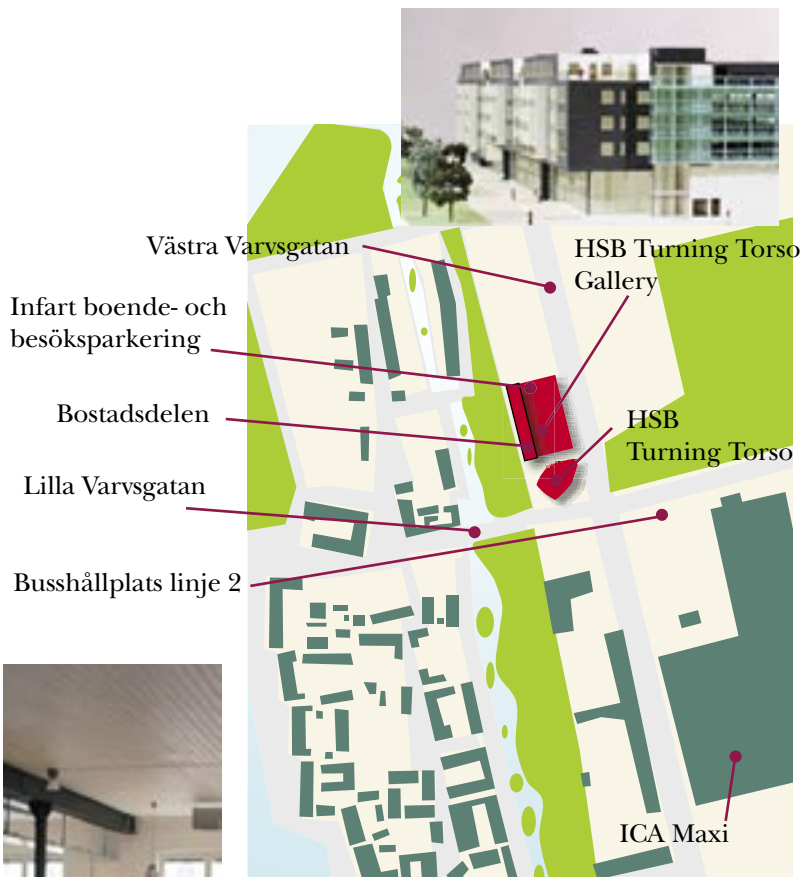 Västra Varvsgatan
HSB Turning Torso
Gallery
Infart boende- och
besöksparkering
Bostadsdelen
HSB
Turning Torso
Lilla Varvsgatan
Busshållplats linje 2
ICA Maxi